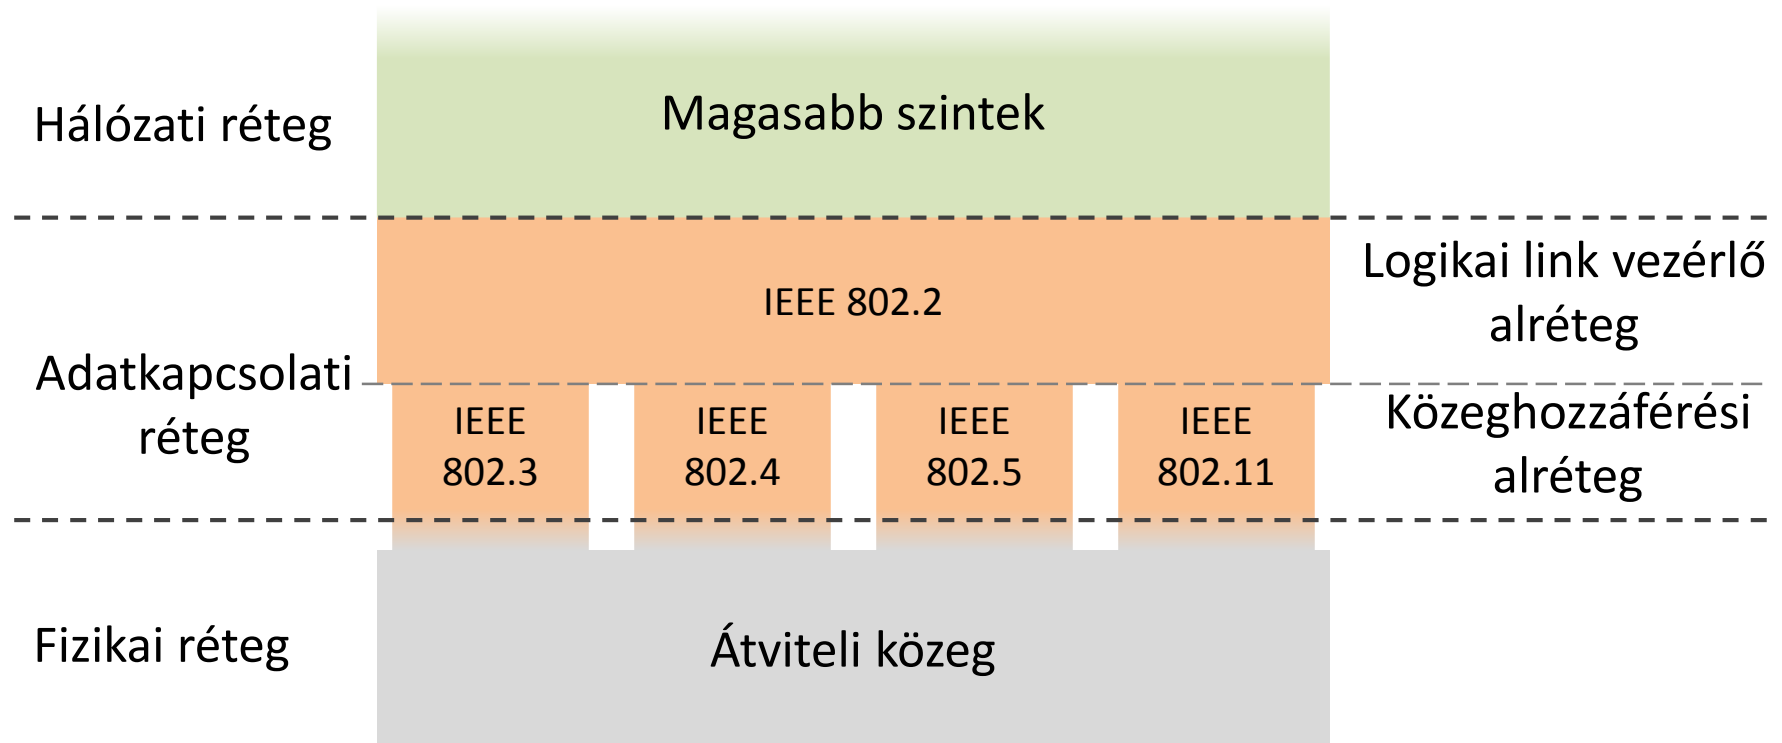 Hálózati réteg
Magasabb szintek
Logikai link vezérlő
alréteg
IEEE 802.2
Adatkapcsolati
réteg
IEEE
802.3
IEEE
802.4
IEEE
802.5
IEEE
802.11
Közeghozzáférési
alréteg
Fizikai réteg
Átviteli közeg